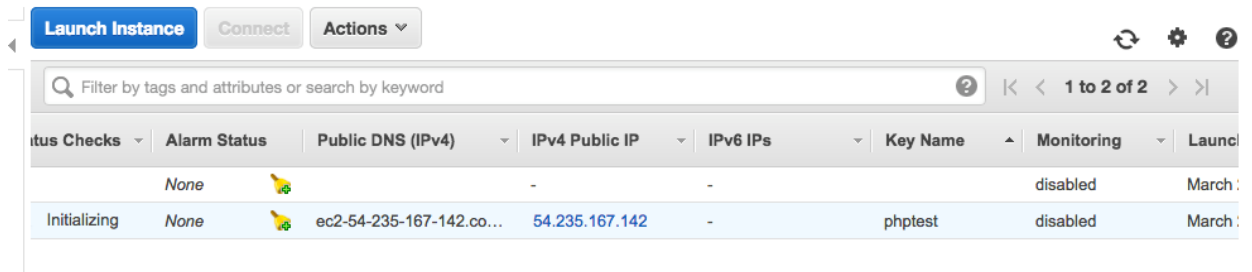 Launch Instance Connect Actions
Filter by tags and attributes or search by keyword 1 to 2 of 2
tus Checks Alarm Status Public DNS (IPv4) IPv4 Public IP IPv6 IPs Key Name Monitoring Launch
None - - disabled March
Initializing None ec2-54-235-167-142.co... 54.235.167.142 - phptest disabled March